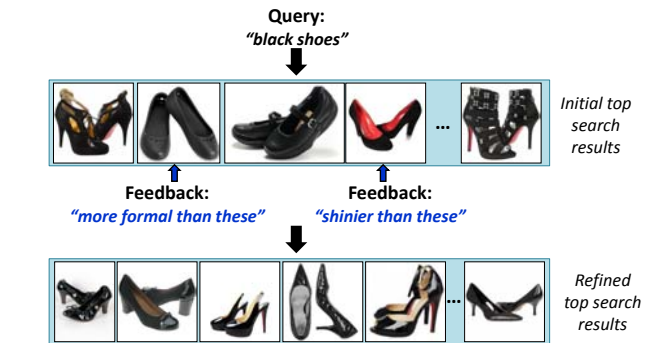 Query:
“black shoes”
...
Initial top
search
results
Feedback:
“more formal than these”
Feedback:
“shinier than these”
...
Refined
top search
results